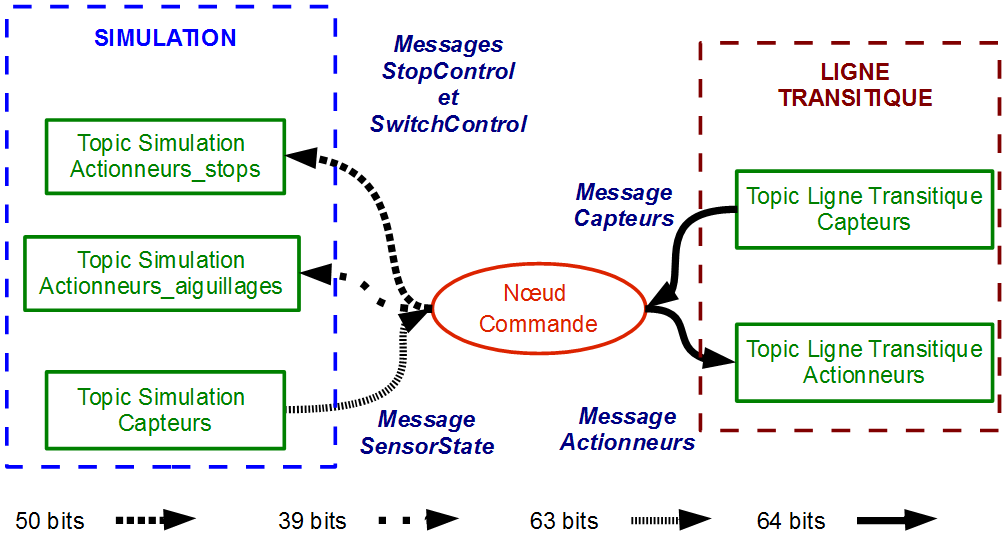 SIMULATION
Topic Simulation
Actionneurs_stops
Topic Simulation
Actionneurs_aiguillages
Topic Simulation
Capteurs
Messages
StopControl
et
SwitchControl
Message
SensorState
Nœud
Commande
Message
Capteurs
Message
Actionneurs
LIGNE
TRANSITIQUE
Topic Ligne Transitique
Capteurs
Topic Ligne Transitique
Actionneurs
50 bits
39 bits
63 bits
64 bits